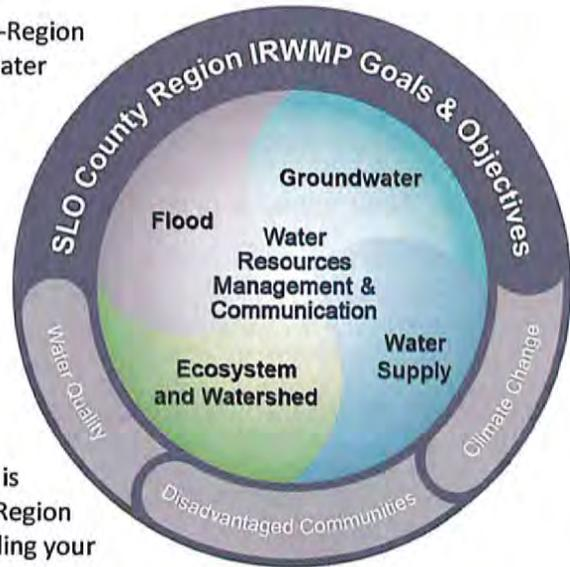 -Region
ater
SLO County Region IRWMP Goals & Objectives
Groundwater
Flood
Water
Resources
Management &
Communication
Water
Supply
Ecosystem
and Watershed
Water Quality
Disadvantaged Communities
Climate Change
is
Region
ling your